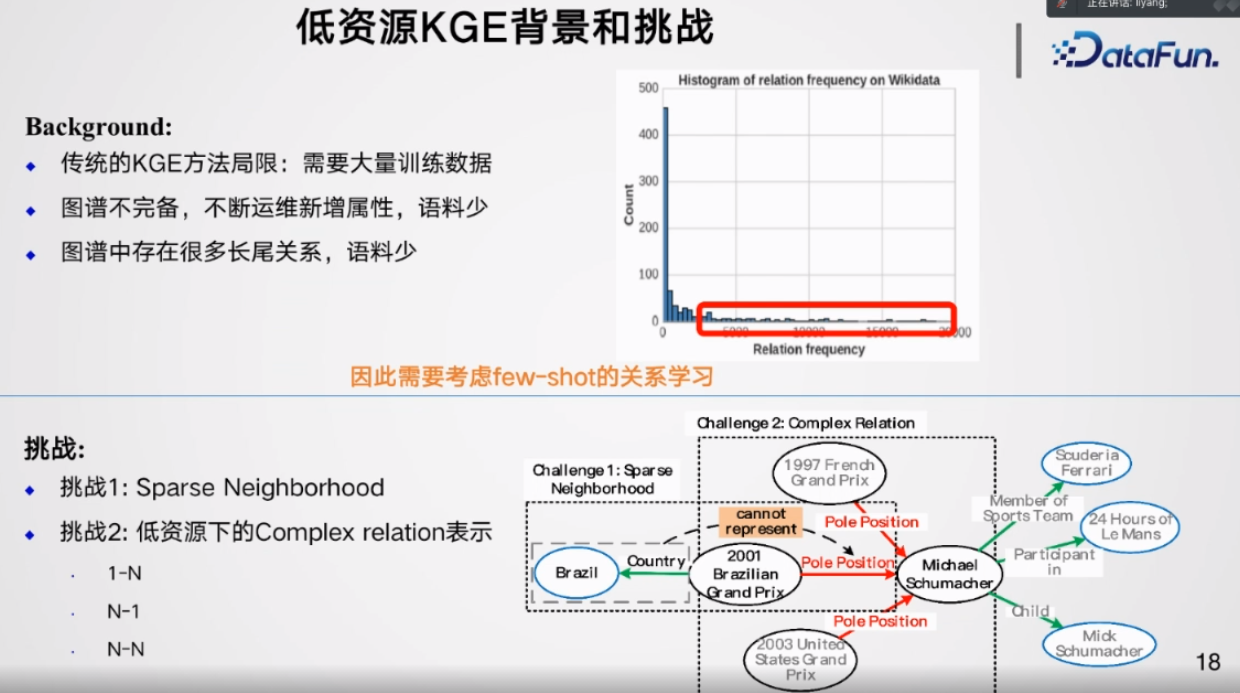 正在讲话: liyang;
低资源KGE背景和挑战
DataFun.
Background:
传统的KGE方法局限：需要大量训练数据
图谱不完备，不断运维新增属性，语料少
图谱中存在很多长尾关系，语料少
Histogram of relation frequency on Wikidata
500
400
300
200
100
0
Count
0 5000 10000 15000 20000
Relation frequency
因此需要考虑few-shot的关系学习
挑战:
挑战1: Sparse Neighborhood
挑战2: 低资源下的Complex relation表示
1-N
N-1
N-N
Challenge 2: Complex Relation
Challenge 1: Sparse
Neighborhood
1997 French
Grand Prix
cannot
represent
Pole Position
Brazil
Country
2001
Brazilian
Grand Prix
Pole Position
Michael
Schumacher
Pole Position
2003 United
States Grand
Prix
Scuderia
Ferrari
Member of
Sports Team
24 Hours of
Le Mans
Participant
in
Child
Mick
Schumacher
18